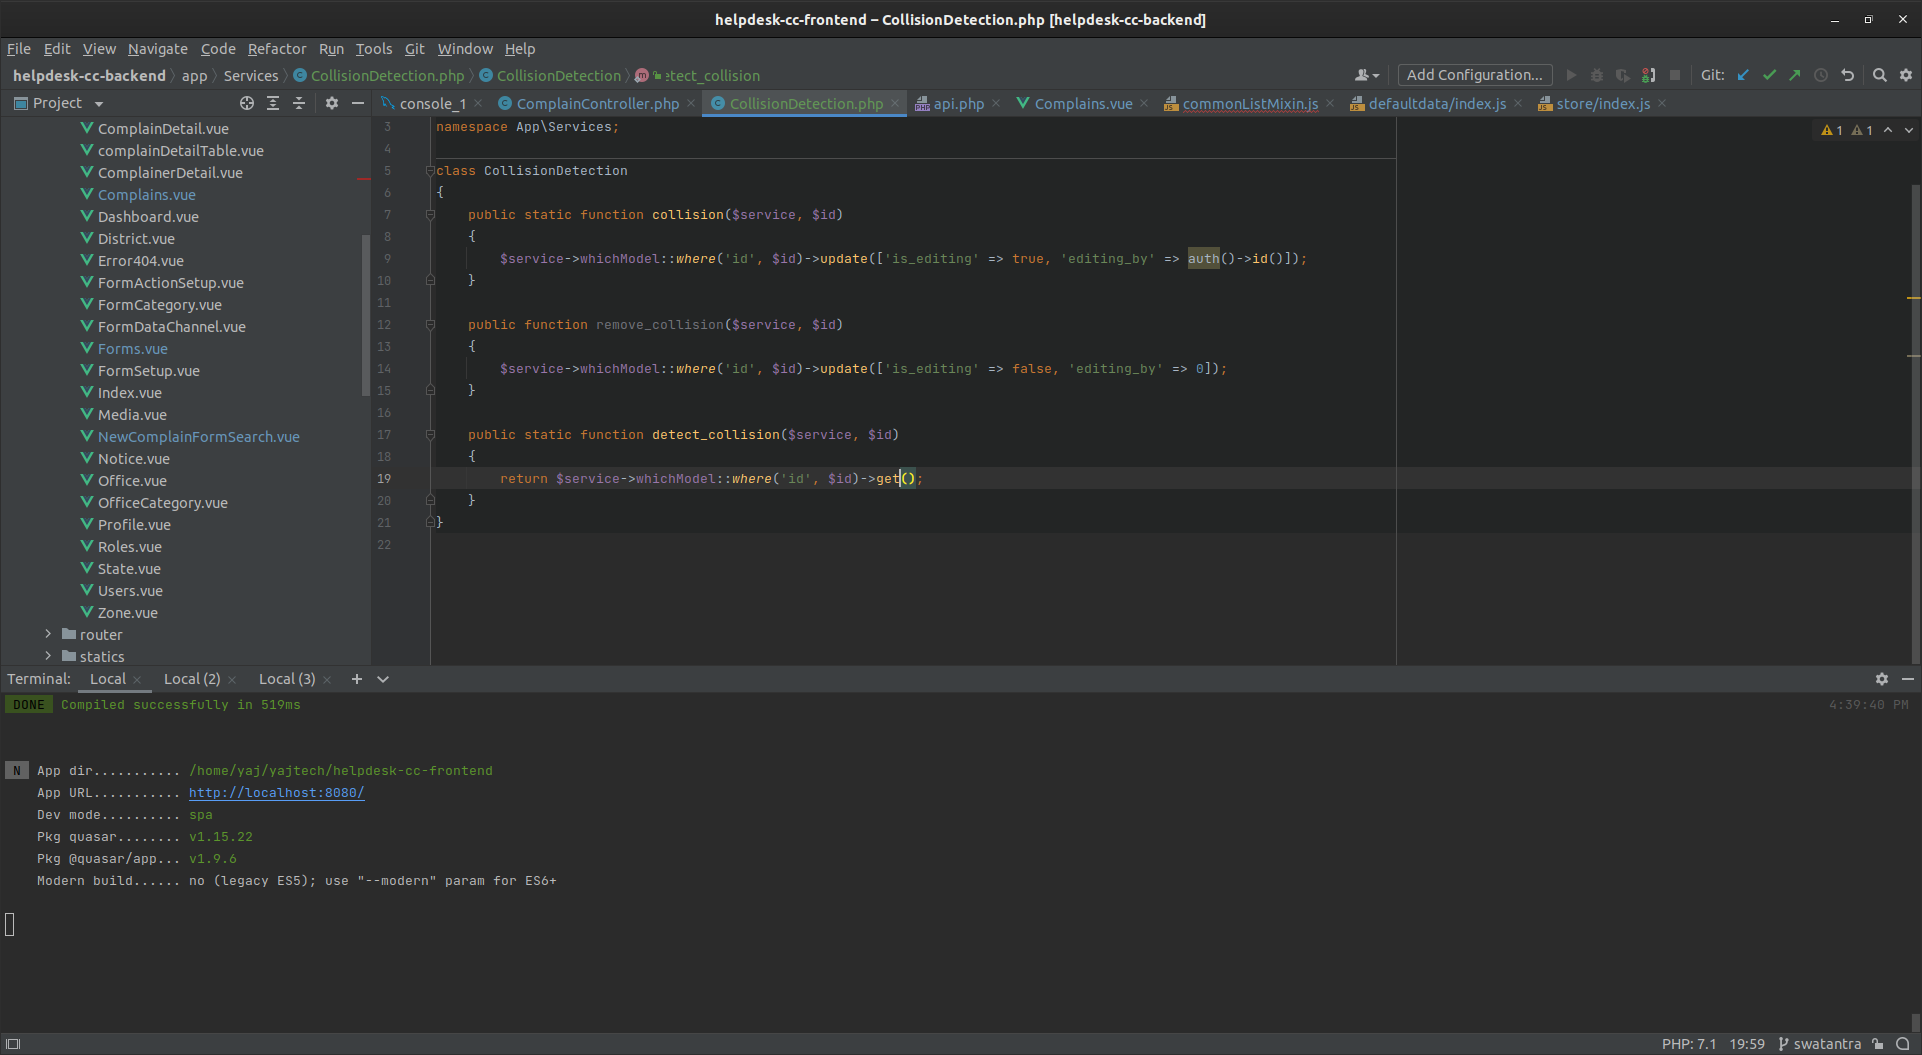 helpdesk-cc-frontend – CollisionDetection.php [helpdesk-cc-backend]
File Edit View Navigate Code Refactor Run Tools Git Window Help
helpdesk-cc-backend app Services CollisionDetection.php CollisionDetection detect_collision
Add Configuration...
Git:
Project
console_1 ComplainController.php CollisionDetection.php api.php Complains.vue commonListMixin.js defaultdata/index.js store/index.js
ComplainDetail.vue
complainDetailTable.vue
ComplainerDetail.vue
Complains.vue
Dashboard.vue
District.vue
Error404.vue
FormActionSetup.vue
FormCategory.vue
FormDataChannel.vue
Forms.vue
FormSetup.vue
Index.vue
Media.vue
NewComplainFormSearch.vue
Notice.vue
Office.vue
OfficeCategory.vue
Profile.vue
Roles.vue
State.vue
Users.vue
Zone.vue
router
statics
1 1
3 namespace App\Services;
4
5 class CollisionDetection
6 {
7 public static function collision($service, $id)
8 {
9 $service->whichModel::where('id', $id)->update(['is_editing' => true, 'editing_by' => auth()->id()]);
10 }
11
12 public function remove_collision($service, $id)
13 {
14 $service->whichModel::where('id', $id)->update(['is_editing' => false, 'editing_by' => 0]);
15 }
16
17 public static function detect_collision($service, $id)
18 {
19 return $service->whichModel::where('id', $id)->get();
20 }
21 }
22
Terminal: Local Local (2) Local (3)
DONE Compiled successfully in 519ms 4:39:40 PM
N App dir........... /home/yaj/yajtech/helpdesk-cc-frontend
App URL........... http://localhost:8080/
Dev mode.......... spa
Pkg quasar........ v1.15.22
Pkg @quasar/app... v1.9.6
Modern build...... no (legacy ES5); use "--modern" param for ES6+
PHP: 7.1 19:59 swatantra